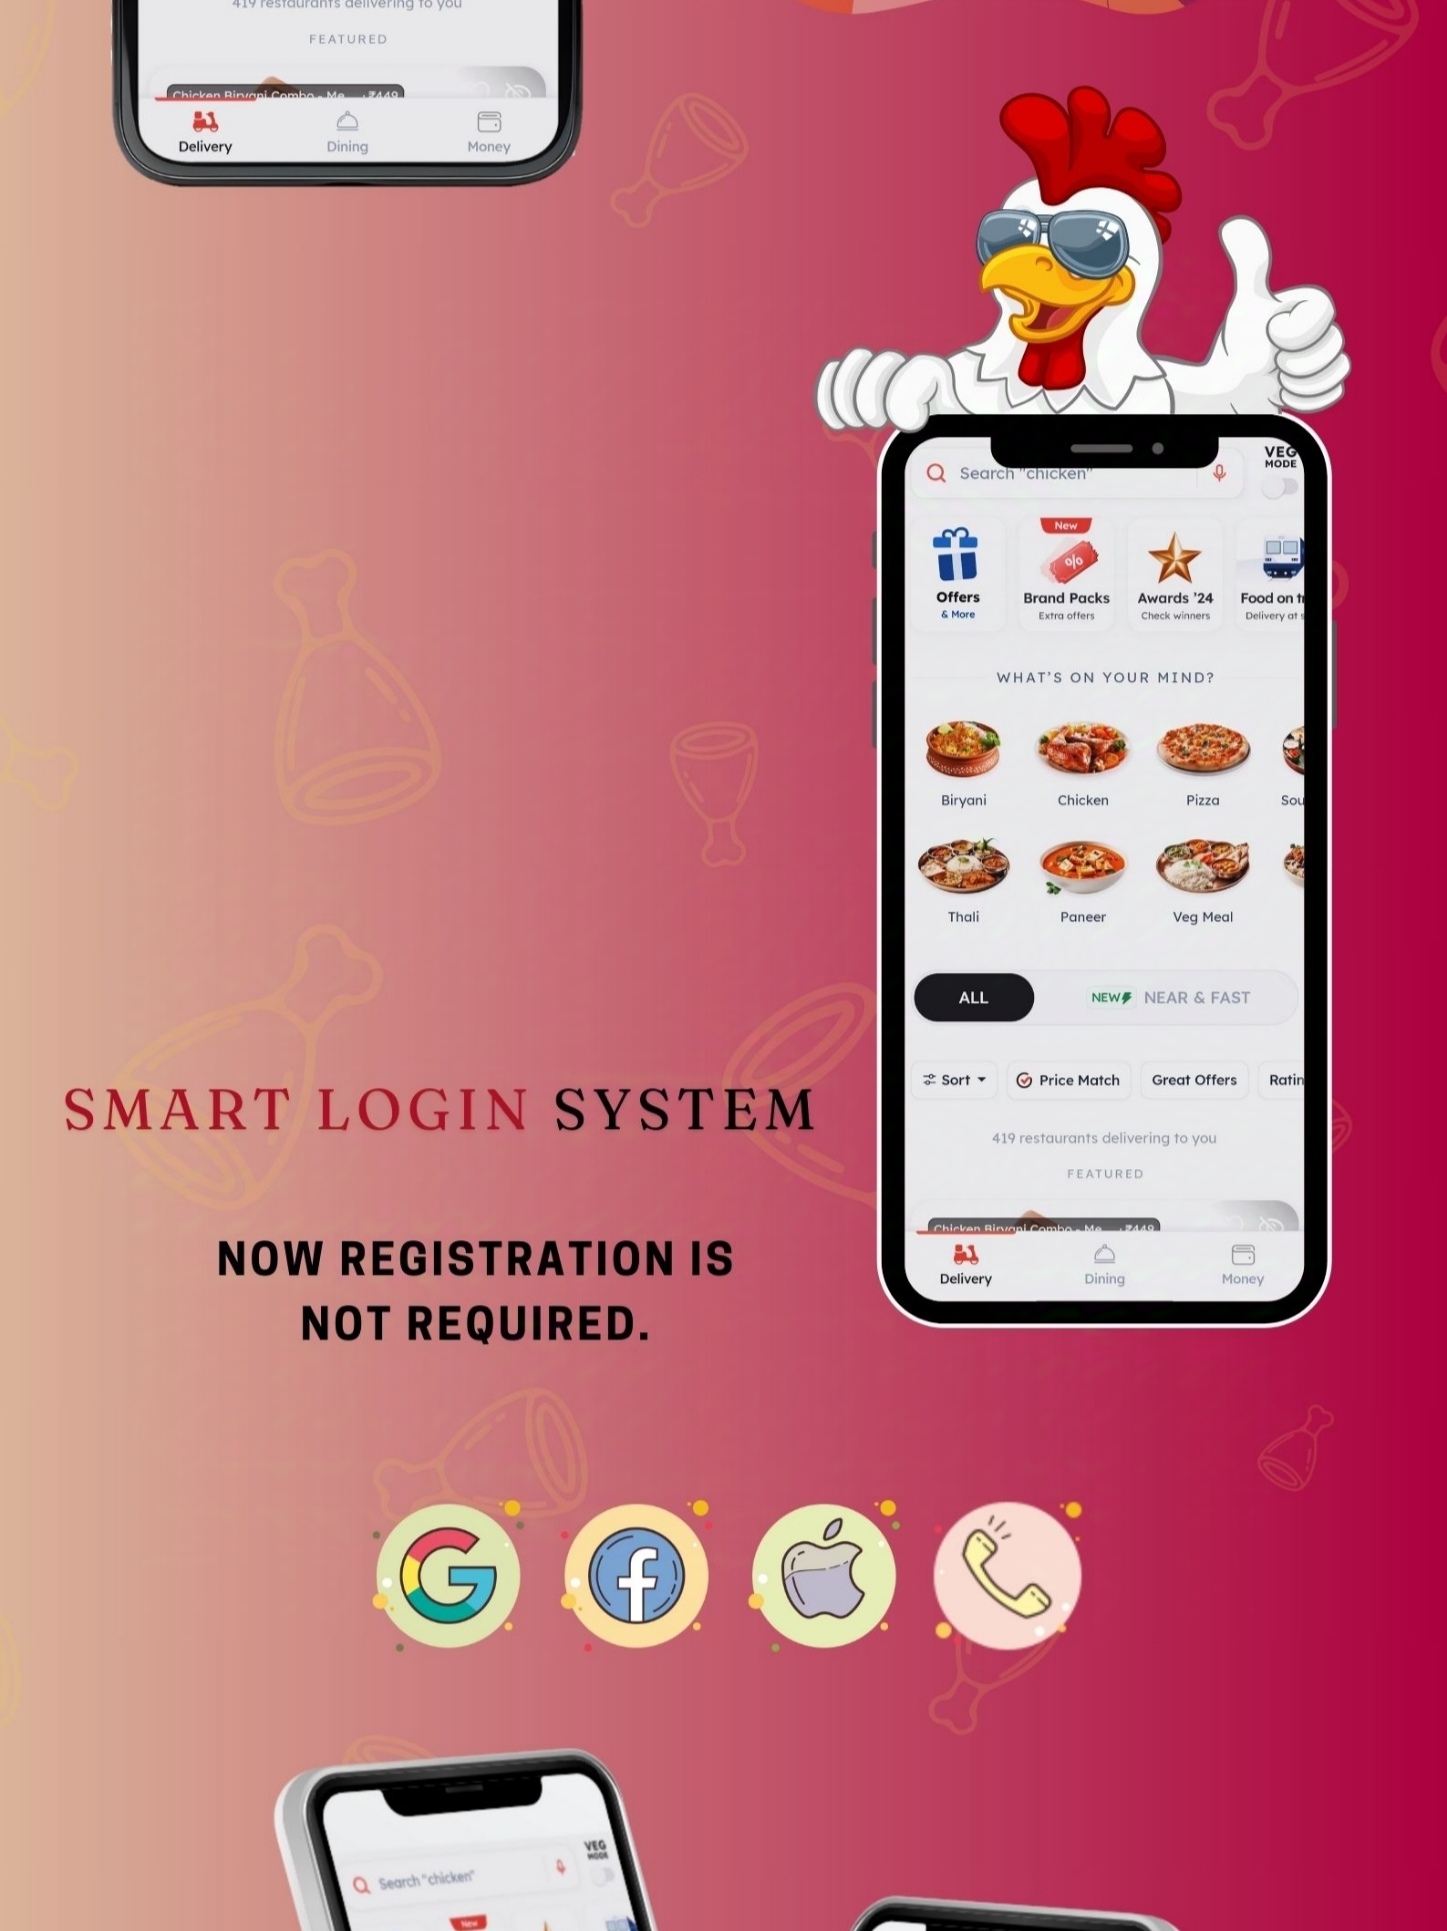 419 restaurants delivering to you
FEATURED
Chicken Biryani Combo - Me... · ₹449
Delivery
Dining
Money
Search "chicken"
VEG
MODE
New
%
Offers
& More
Brand Packs
Extra offers
Awards '24
Check winners
Food on tr
Delivery at s
WHAT'S ON YOUR MIND?
Biryani
Chicken
Pizza
Sou
Thali
Paneer
Veg Meal
ALL
NEW
NEAR & FAST
Sort
Price Match
Great Offers
Ratin
419 restaurants delivering to you
FEATURED
Chicken Biryani Combo - Me... · ₹449
Delivery
Dining
Money
SMART LOGIN SYSTEM
NOW REGISTRATION IS
NOT REQUIRED.
G
f
Search "chicken"
VEG
MODE
New